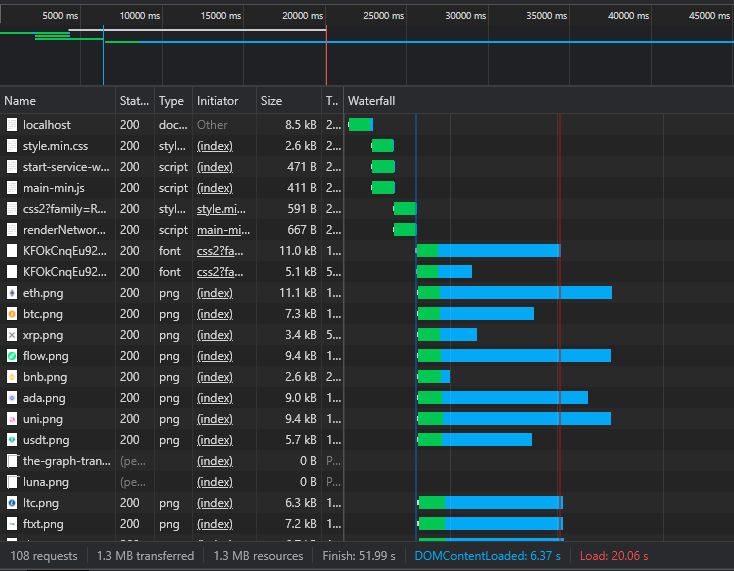 5000 ms 10000 ms 15000 ms 20000 ms 25000 ms 30000 ms 35000 ms 40000 ms 45000 ms
Name Stat... Type Initiator Size T.. Waterfall
localhost 200 doc... Other 8.5 kB 2...
style.min.css 200 styl... (index) 2.6 kB 2...
start-service-w... 200 script (index) 471 B 2...
main-min.js 200 script (index) 411 B 2...
css2?family=R... 200 styl... style.mi... 591 B 2...
renderNetwor... 200 script main-mi... 667 B 2...
KFOkCnqEu92... 200 font css2?fa... 11.0 kB 1...
KFOkCnqEu92... 200 font css2?fa... 5.1 kB 5...
eth.png 200 png (index) 11.1 kB 1...
btc.png 200 png (index) 7.3 kB 1...
xrp.png 200 png (index) 3.4 kB 5...
flow.png 200 png (index) 9.4 kB 1...
bnb.png 200 png (index) 2.6 kB 2...
ada.png 200 png (index) 9.0 kB 1...
uni.png 200 png (index) 9.4 kB 1...
usdt.png 200 png (index) 5.7 kB 1...
the-graph-tran... (pe... (index) 0 B P...
luna.png (pe... (index) 0 B P...
ltc.png 200 png (index) 6.3 kB 1...
ftxt.png 200 png (index) 7.2 kB 1...
108 requests 1.3 MB transferred 1.3 MB resources Finish: 51.99 s DOMContentLoaded: 6.37 s Load: 20.06 s